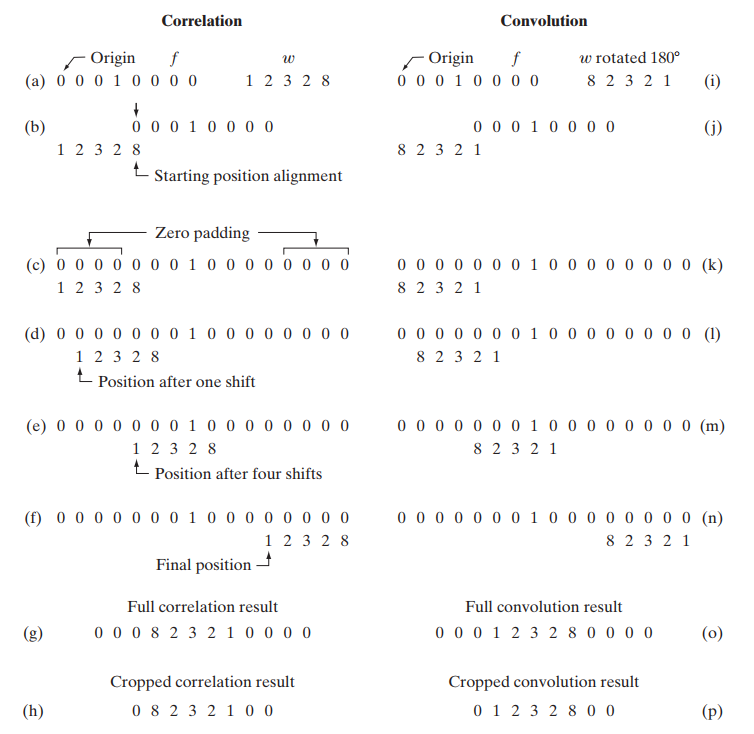 Correlation Convolution
Origin f w Origin f w rotated 180°
(a) 0 0 0 1 0 0 0 0 1 2 3 2 8 0 0 0 1 0 0 0 0 8 2 3 2 1 (i)
(b) 0 0 0 1 0 0 0 0 0 0 0 1 0 0 0 0 (j)
1 2 3 2 8 8 2 3 2 1
Starting position alignment
Zero padding
(c) 0 0 0 0 0 0 0 1 0 0 0 0 0 0 0 0 0 0 0 0 0 0 0 1 0 0 0 0 0 0 0 0 (k)
1 2 3 2 8 8 2 3 2 1
(d) 0 0 0 0 0 0 0 1 0 0 0 0 0 0 0 0 0 0 0 0 0 0 0 1 0 0 0 0 0 0 0 0 (l)
1 2 3 2 8 8 2 3 2 1
Position after one shift
(e) 0 0 0 0 0 0 0 1 0 0 0 0 0 0 0 0 0 0 0 0 0 0 0 1 0 0 0 0 0 0 0 0 (m)
1 2 3 2 8 8 2 3 2 1
Position after four shifts
(f) 0 0 0 0 0 0 0 1 0 0 0 0 0 0 0 0 0 0 0 0 0 0 0 1 0 0 0 0 0 0 0 0 (n)
1 2 3 2 8 8 2 3 2 1
Final position
Full correlation result Full convolution result
(g) 0 0 0 8 2 3 2 1 0 0 0 0 0 0 0 1 2 3 2 8 0 0 0 0 (o)
Cropped correlation result Cropped convolution result
(h) 0 8 2 3 2 1 0 0 0 1 2 3 2 8 0 0 (p)